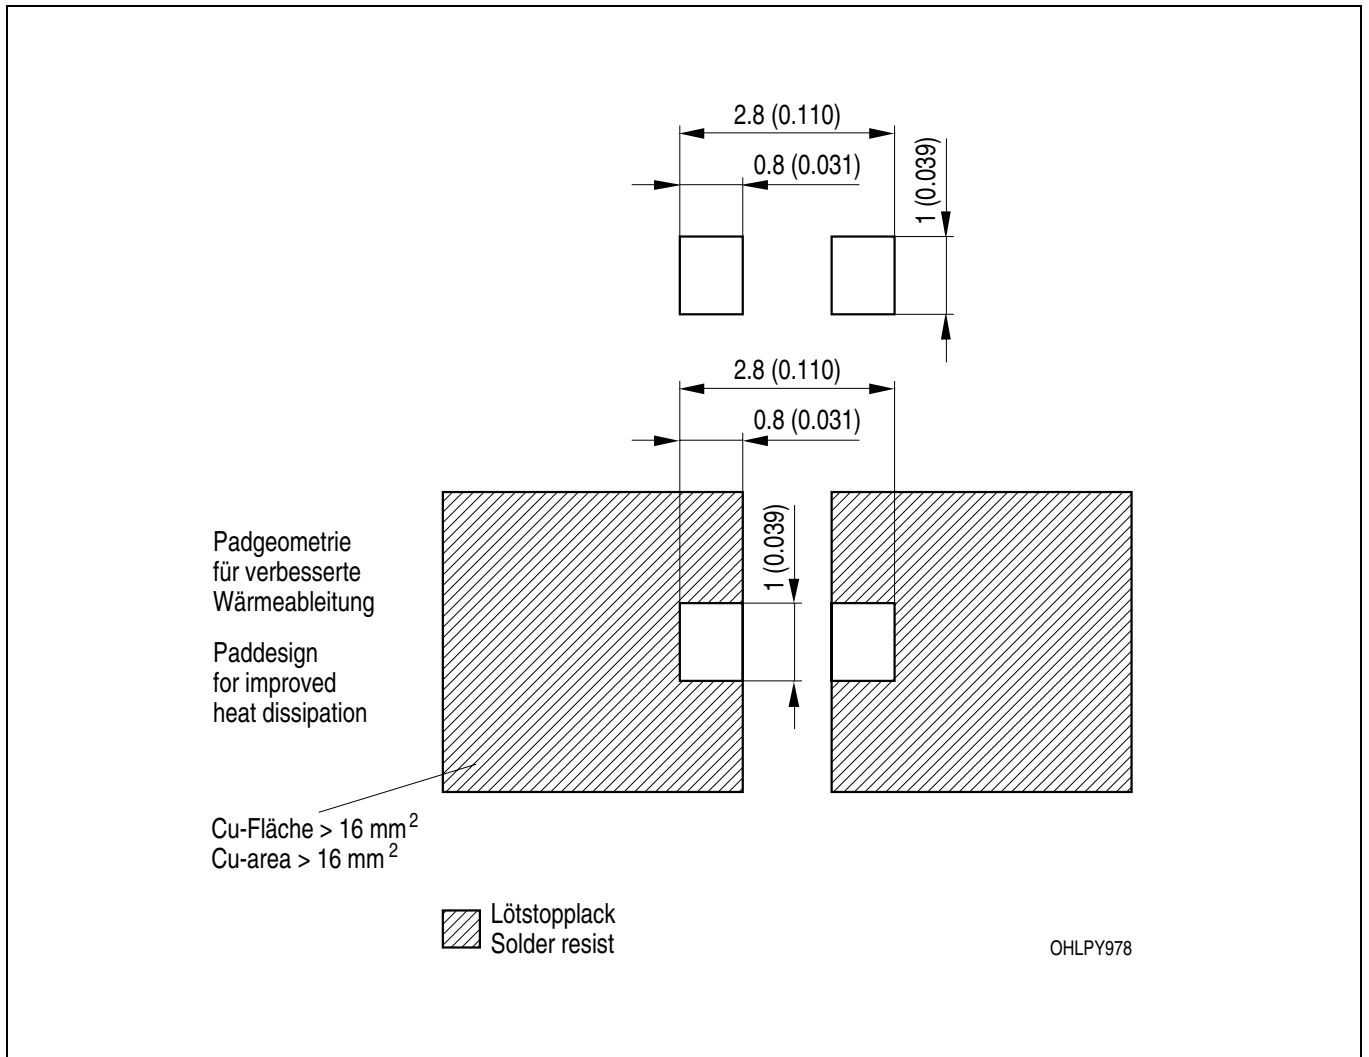 2.8 (0.110)
0.8 (0.031)
1 (0.039)
2.8 (0.110)
0.8 (0.031)
1 (0.039)
Padgeometrie
für verbesserte
Wärmeableitung
Paddesign
for improved
heat dissipation
Cu-Fläche > 16 mm²
Cu-area > 16 mm²
Lötstopplack
Solder resist
OHLPY978